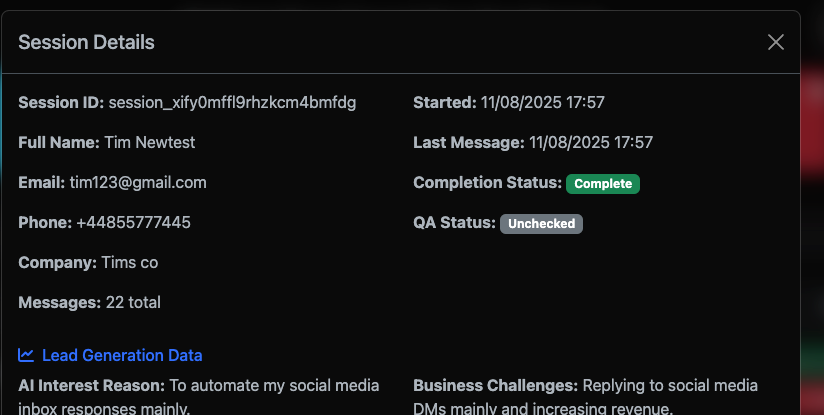 Session Details
Session ID: session_xify0mffl9rhzkcm4bmfdg
Started: 11/08/2025 17:57
Full Name: Tim Newtest
Last Message: 11/08/2025 17:57
Email: tim123@gmail.com
Completion Status: Complete
Phone: +44855777445
QA Status: Unchecked
Company: Tims co
Messages: 22 total
Lead Generation Data
AI Interest Reason: To automate my social media
inbox responses mainly.
Business Challenges: Replying to social media
DMs mainly and increasing revenue.